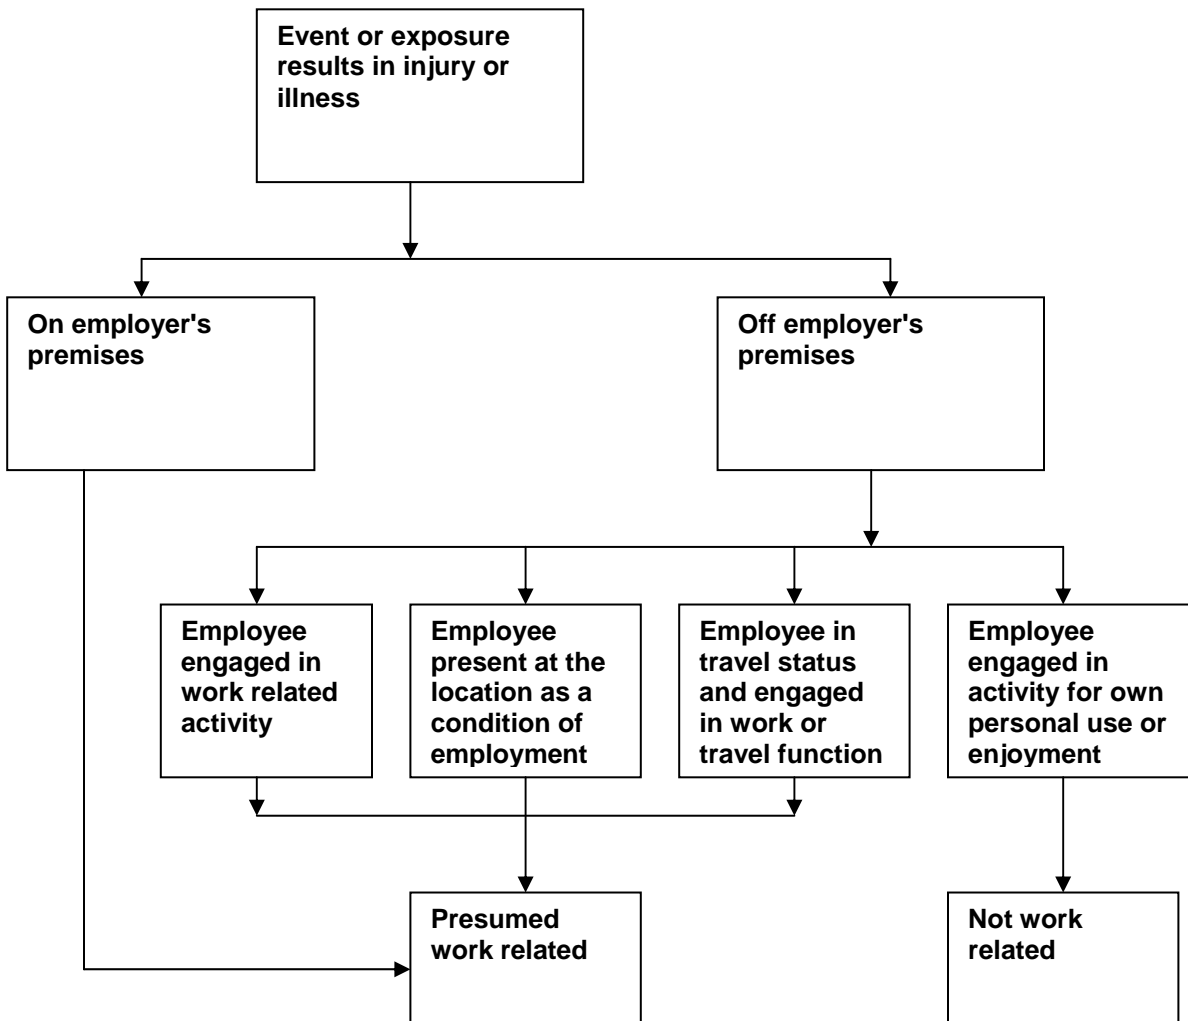 Event or exposure
results in injury or
illness
On employer's
premises
Off employer's
premises
Employee
engaged in
work related
activity
Employee
present at the
location as a
condition of
employment
Employee in
travel status
and engaged
in work or
travel function
Employee
engaged in
activity for own
personal use or
enjoyment
Presumed
work related
Not work
related